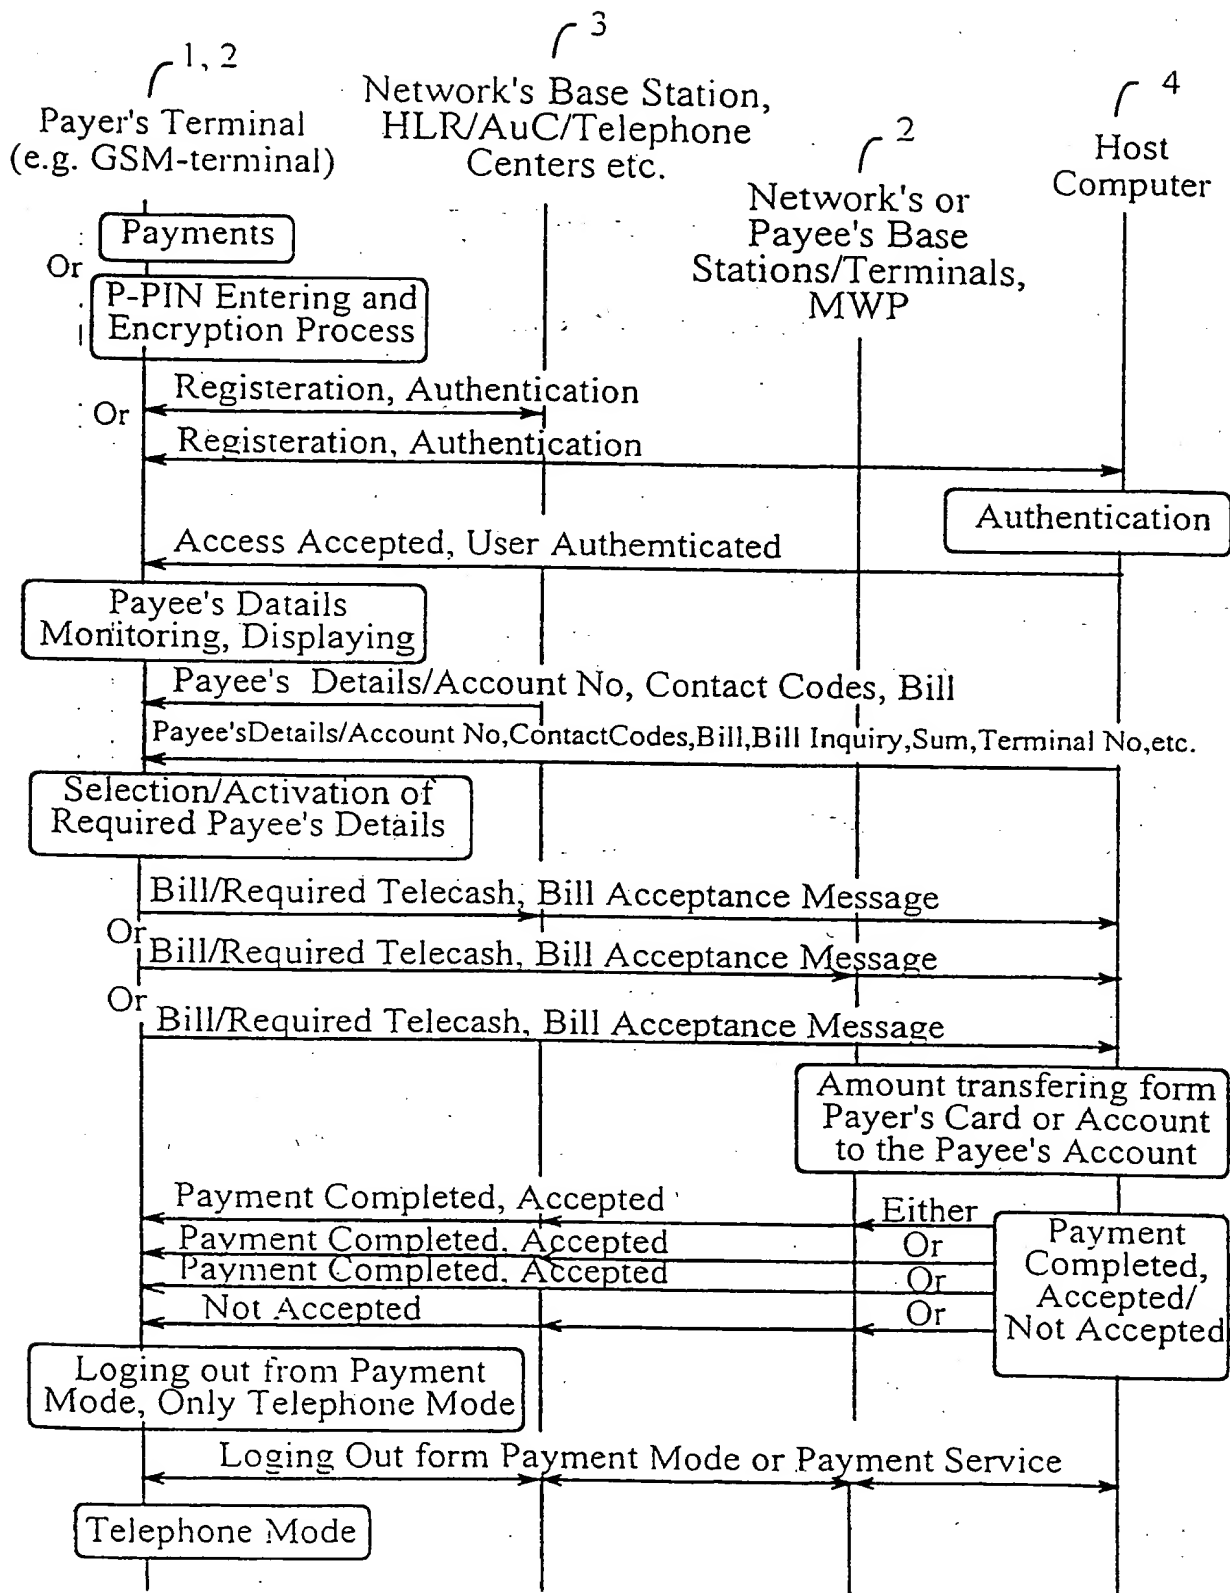 1, 2
3
2
4
Payer's Terminal
(e.g. GSM-terminal)
Network's Base Station,
HLR/AuC/Telephone
Centers etc.
Network's or
Payee's Base
Stations/Terminals,
MWP
Host
Computer
Payments
Or
P-PIN Entering and
Encryption Process
Registeration, Authentication
Or
Registeration, Authentication
Authentication
Access Accepted, User Authemticated
Payee's Datails
Monitoring, Displaying
Payee's Details/Account No, Contact Codes, Bill
Payee'sDetails/Account No,ContactCodes,Bill,Bill Inquiry,Sum,Terminal No,etc.
Selection/Activation of
Required Payee's Details
Bill/Required Telecash, Bill Acceptance Message
Or
Bill/Required Telecash, Bill Acceptance Message
Or
Bill/Required Telecash, Bill Acceptance Message
Amount transfering form
Payer's Card or Account
to the Payee's Account
Payment Completed, Accepted
Either
Payment Completed, Accepted
Or
Payment Completed, Accepted
Or
Not Accepted
Or
Payment
Completed,
Accepted/
Not Accepted
Loging out from Payment
Mode, Only Telephone Mode
Loging Out form Payment Mode or Payment Service
Telephone Mode